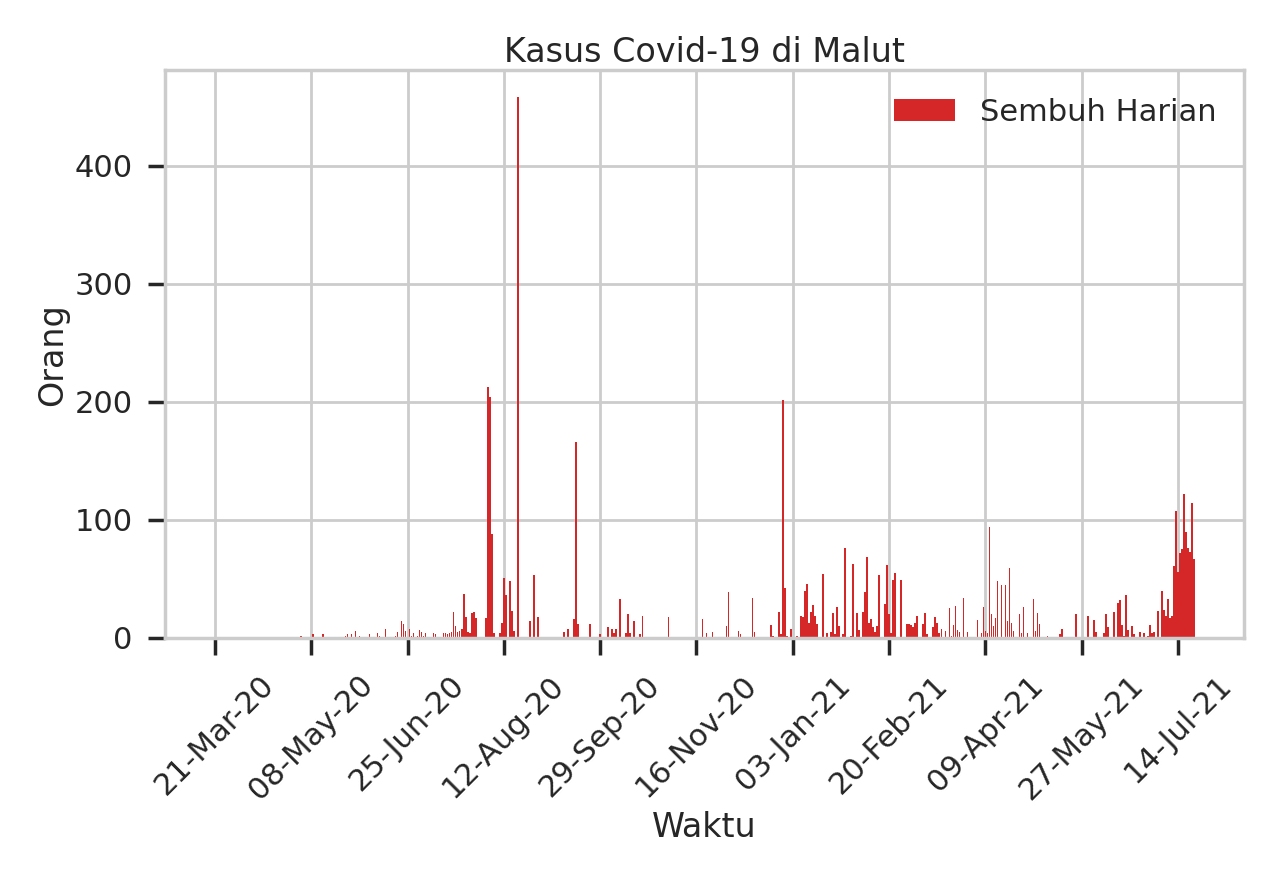 Kasus Covid-19 di Malut
Sembuh Harian
Orang
400
300
200
100
0
21-Mar-20
08-May-20
25-Jun-20
12-Aug-20
29-Sep-20
16-Nov-20
03-Jan-21
20-Feb-21
09-Apr-21
27-May-21
14-Jul-21
Waktu